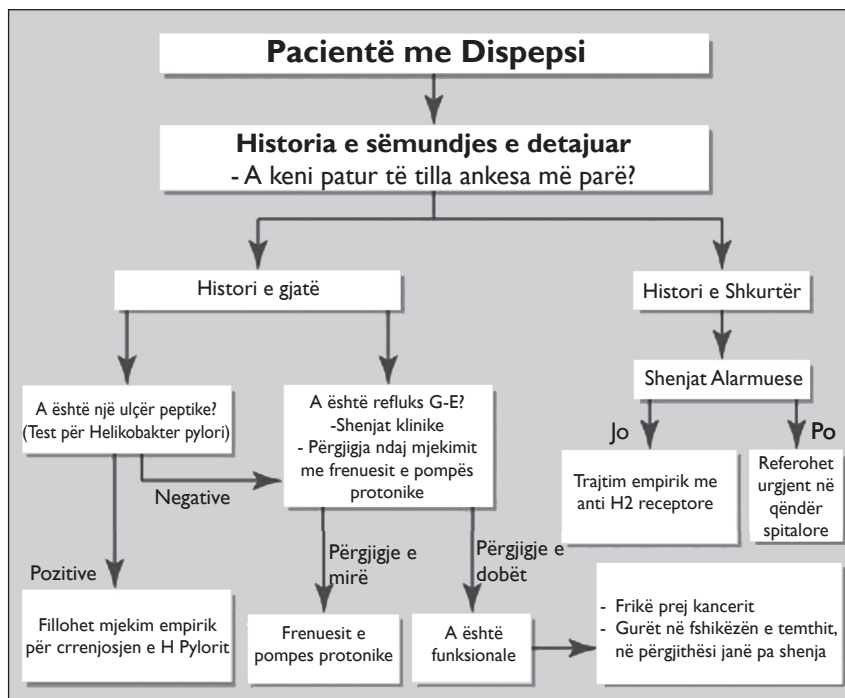 Pacientë me Dispepsi
Historia e sëmundjes e detajuar
- A keni patur të tilla ankesa më parë?
Histori e gjatë
Histori e Shkurtër
A është një ulçër peptike?
(Test për Helikobakter pylori)
A është refluks G-E?
-Shenjat klinike
- Përgjigja ndaj mjekimit
me frenuesit e pompës
protonike
Shenjat Alarmuese
Jo
Po
Trajtim empirik me
anti H2 receptore
Referohet
urgjent në
qëndër
spitalore
Negative
Pozitive
Përgjigje e
mirë
Përgjigje e
dobët
Fillohet mjekim empirik
për crrenjosjen e H Pylorit
Frenuesit e
pompes protonike
A është
funksionale
- Frikë prej kancerit
- Gurët në fshikëzën e temthit,
në përgjithësi janë pa shenja